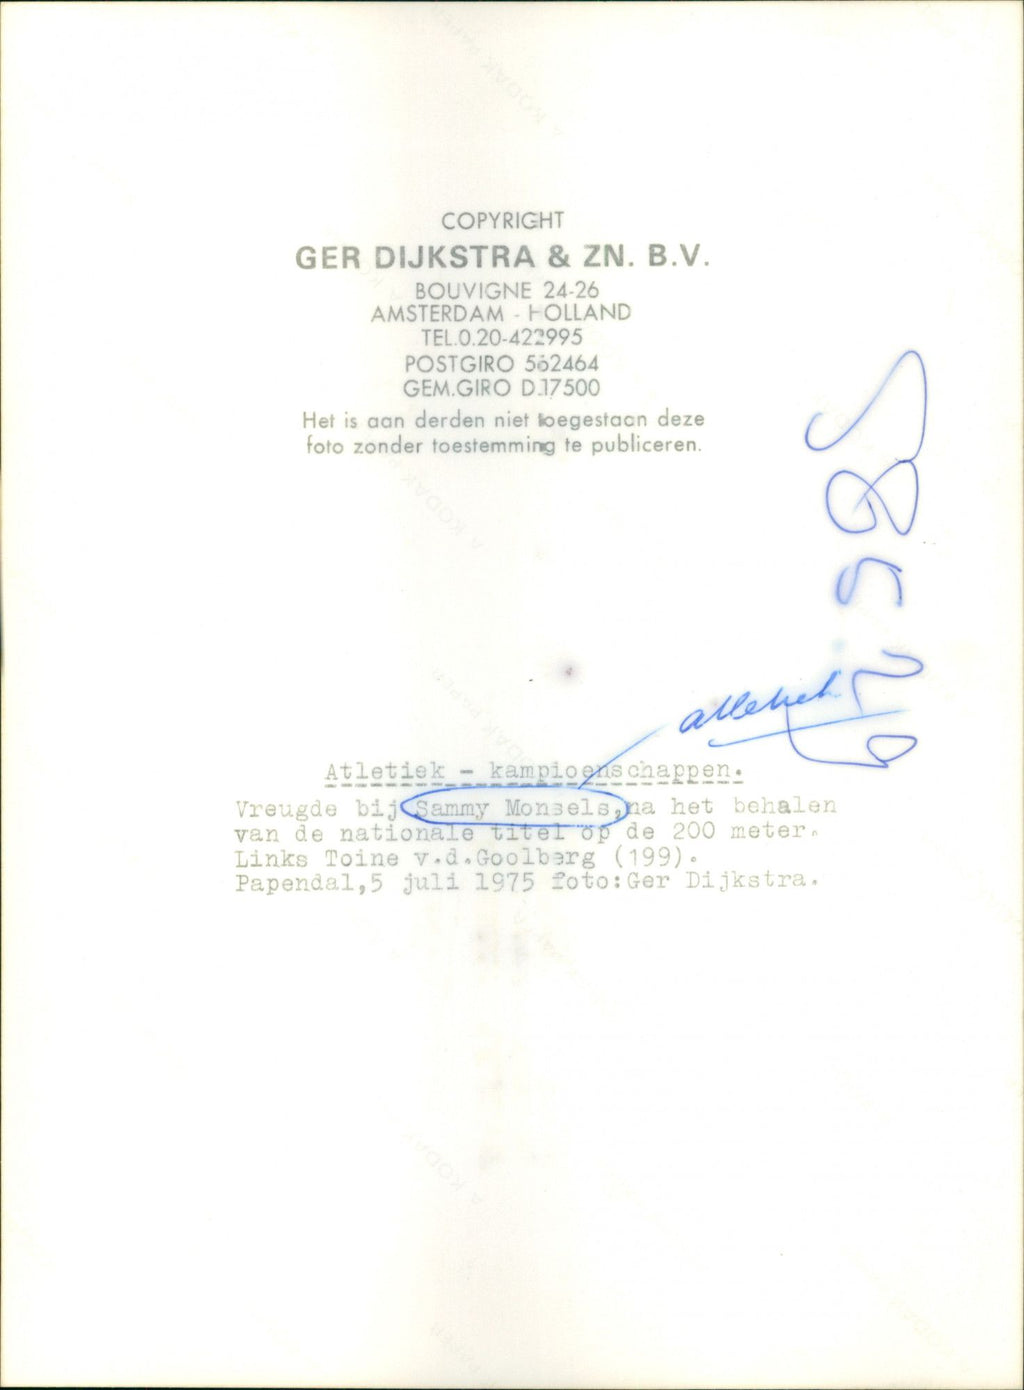 COPYRIGHT
GER DIJKSTRA & ZN. B.V.
BOUVIGNE 24-26
AMSTERDAM - HOLLAND
TEL.0.20-422995
POSTGIRO 562464
GEM.GIRO D.17500
Het is aan derden niet toegestaan deze
foto zonder toestemming te publiceren.
atletiek
Atletiek - kampioenschappen.
Vreugde bij Sammy Monsels,na het behalen
van de nationale titel op de 200 meter.
Links Toine v.d.Goolberg (199).
Papendal,5 juli 1975 foto:Ger Dijkstra.
A KODAK PAPER